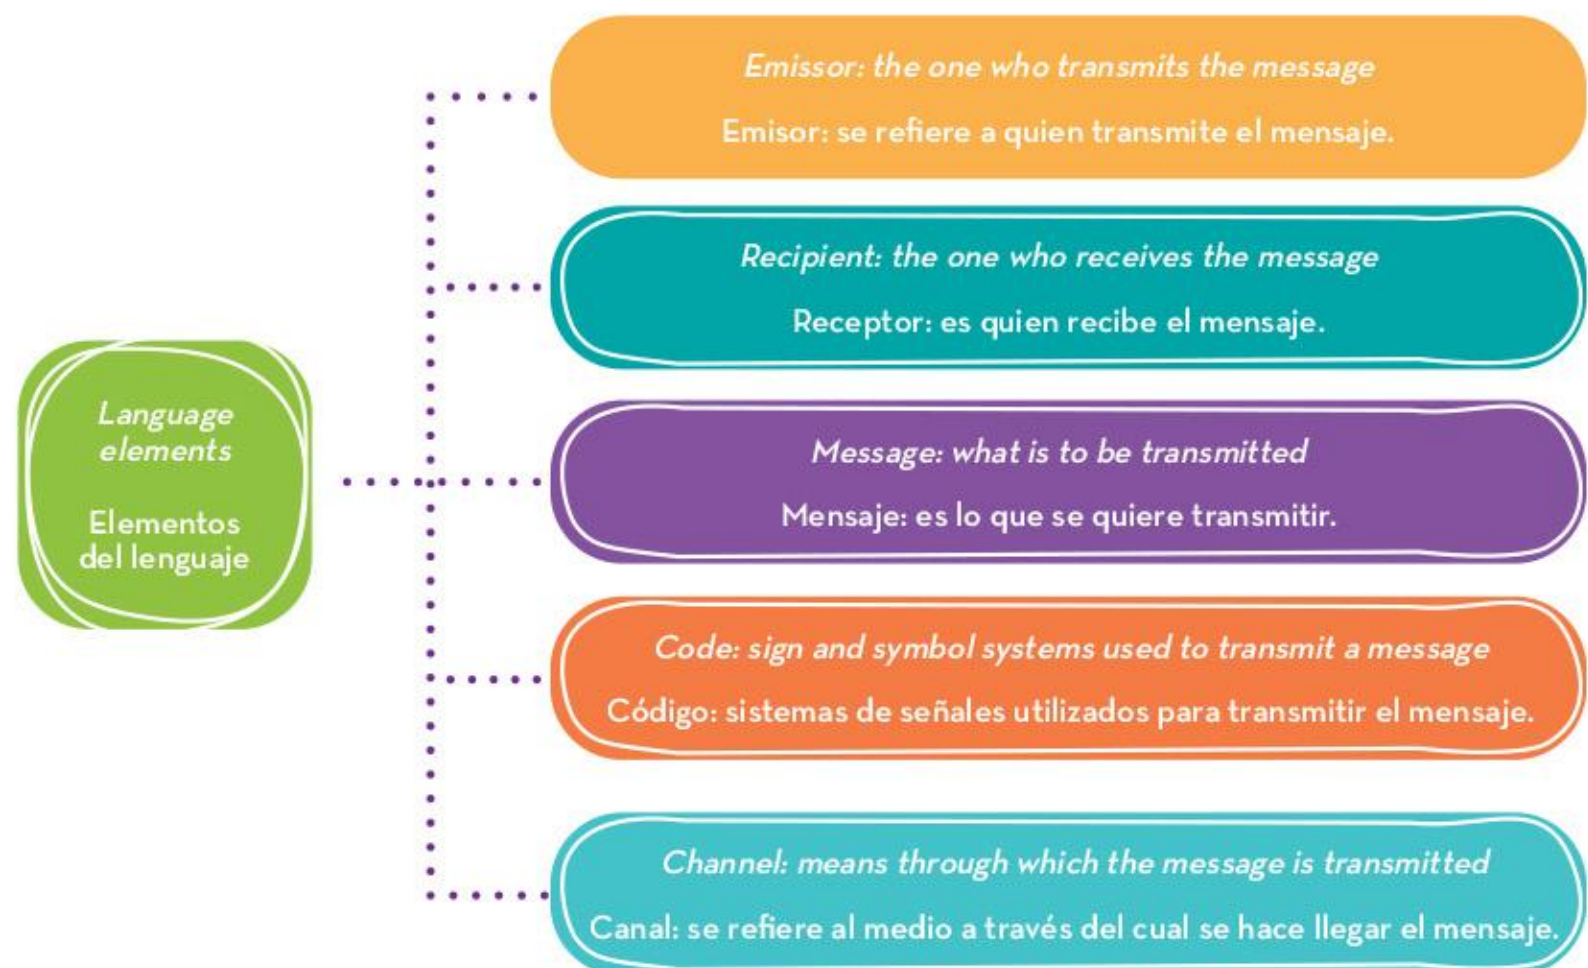 Language
elements
Elementos
del lenguaje
Emissor: the one who transmits the message
Emisor: se refiere a quien transmite el mensaje.
Recipient: the one who receives the message
Receptor: es quien recibe el mensaje.
Message: what is to be transmitted
Mensaje: es lo que se quiere transmitir.
Code: sign and symbol systems used to transmit a message
Código: sistemas de señales utilizados para transmitir el mensaje.
Channel: means through which the message is transmitted
Canal: se refiere al medio a través del cual se hace llegar el mensaje.